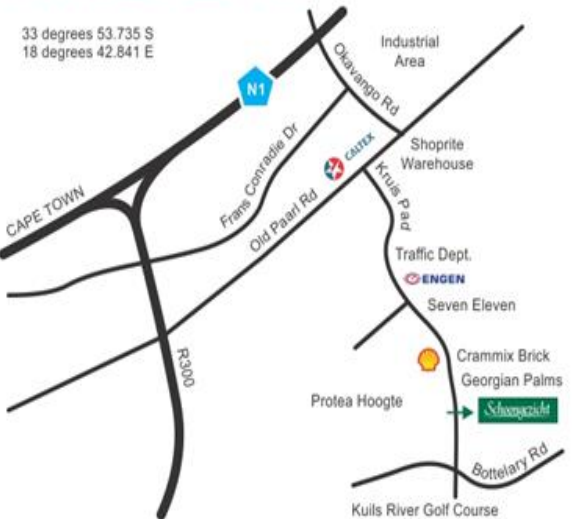 33 degrees 53.735 S
18 degrees 42.841 E
N1
Okavango Rd
Industrial
Area
CAPE TOWN
Frans Conradie Dr
CALTEX
Shoprite
Warehouse
Old Paarl Rd
Kruis Pad
Traffic Dept.
ENGEN
Seven Eleven
R300
Crammix Brick
Georgian Palms
Protea Hoogte
Schoongezicht
Bottelary Rd
Kuils River Golf Course